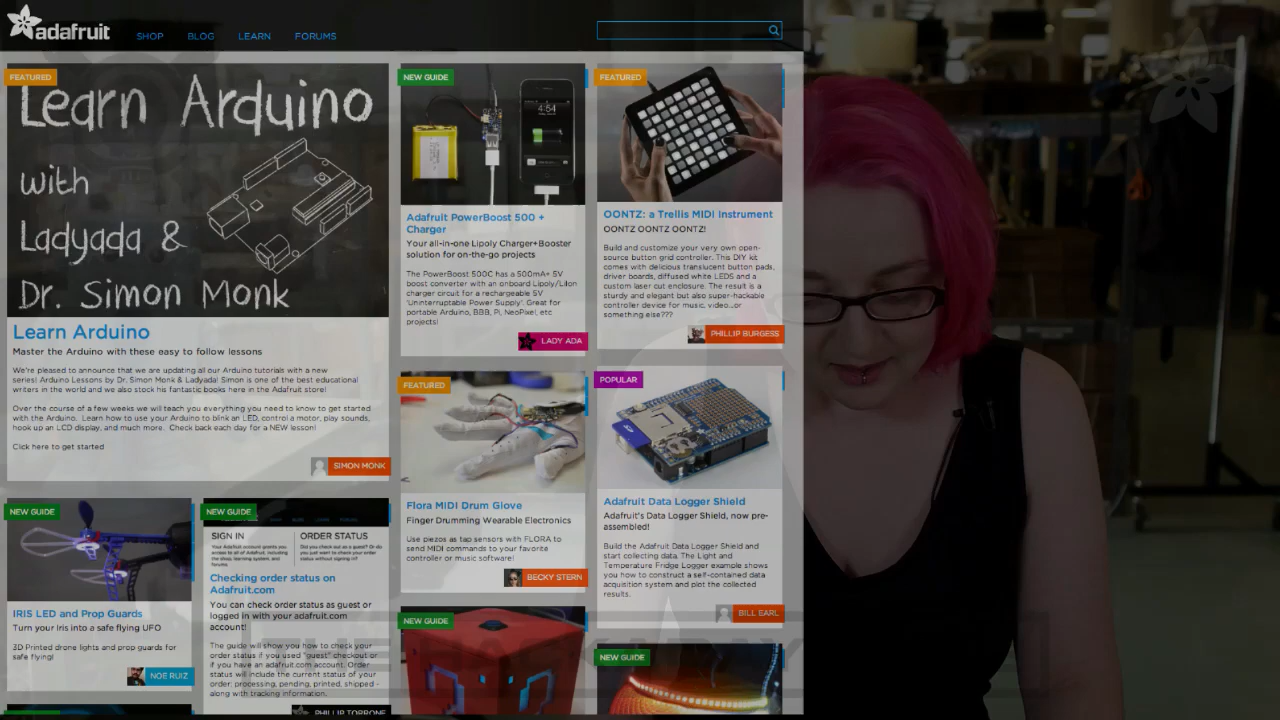 adafruit
SHOP
BLOG
LEARN
FORUMS
FEATURED
Learn Arduino
with
Ladyada &
Dr. Simon Monk
Learn Arduino
Master the Arduino with these easy to follow lessons
We're pleased to announce that we are updating all our Arduino tutorials with a new
series! Arduino Lessons by Dr. Simon Monk & Ladyada! Simon is one of the best educational
writers in the world and we also stock his fantastic books here in the Adafruit store!
Over the course of a few weeks we will teach you everything you need to know to get started
with the Arduino. Learn how to use your Arduino to blink an LED, control a motor, play sounds,
hook up an LCD display, and much more. Check back each day for a NEW lesson!
Click here to get started
SIMON MONK
NEW GUIDE
4:54
Adafruit PowerBoost 500 +
Charger
Your all-in-one Lipoly Charger+Booster
solution for on-the-go projects
The PowerBoost 500C has a 500mA+ 5V
boost converter with an onboard Lipoly/LiIon
charger circuit for a rechargeable 5V
'Uninterruptable Power Supply'. Great for
portable Arduino, BBB, Pi, NeoPixel, etc
projects!
LADY ADA
FEATURED
OONTZ: a Trellis MIDI Instrument
OONTZ OONTZ OONTZ!
Build and customize your very own open-
source button grid controller. This DIY kit
comes with delicious translucent button pads,
driver boards, diffused white LEDS and a
custom laser cut enclosure. The result is a
sturdy and elegant but also super-hackable
controller device for music, video...or
something else???
PHILLIP BURGESS
FEATURED
Flora MIDI Drum Glove
Finger Drumming Wearable Electronics
Use piezos as tap sensors with FLORA to
send MIDI commands to your favorite
controller or music software!
BECKY STERN
POPULAR
Adafruit Data Logger Shield
Adafruit's Data Logger Shield, now pre-
assembled!
Build the Adafruit Data Logger Shield and
start collecting data. The Light and
Temperature Fridge Logger example shows
you how to construct a self-contained data
acquisition system and plot the collected
results.
BILL EARL
NEW GUIDE
IRIS LED and Prop Guards
Turn your Iris into a safe flying UFO
3D Printed drone lights and prop guards for
safe flying!
NOE RUIZ
NEW GUIDE
SIGN IN
ORDER STATUS
Checking order status on
Adafruit.com
You can check order status as guest or
logged in with your adafruit.com
account!
The guide will show you how to check your
order status if you used "guest" checkout or
if you have an adafruit.com account. Order
status will include the current status of your
order: processing, pending, printed, shipped -
along with tracking information.
PHILLIP TORRONE
NEW GUIDE
NEW GUIDE